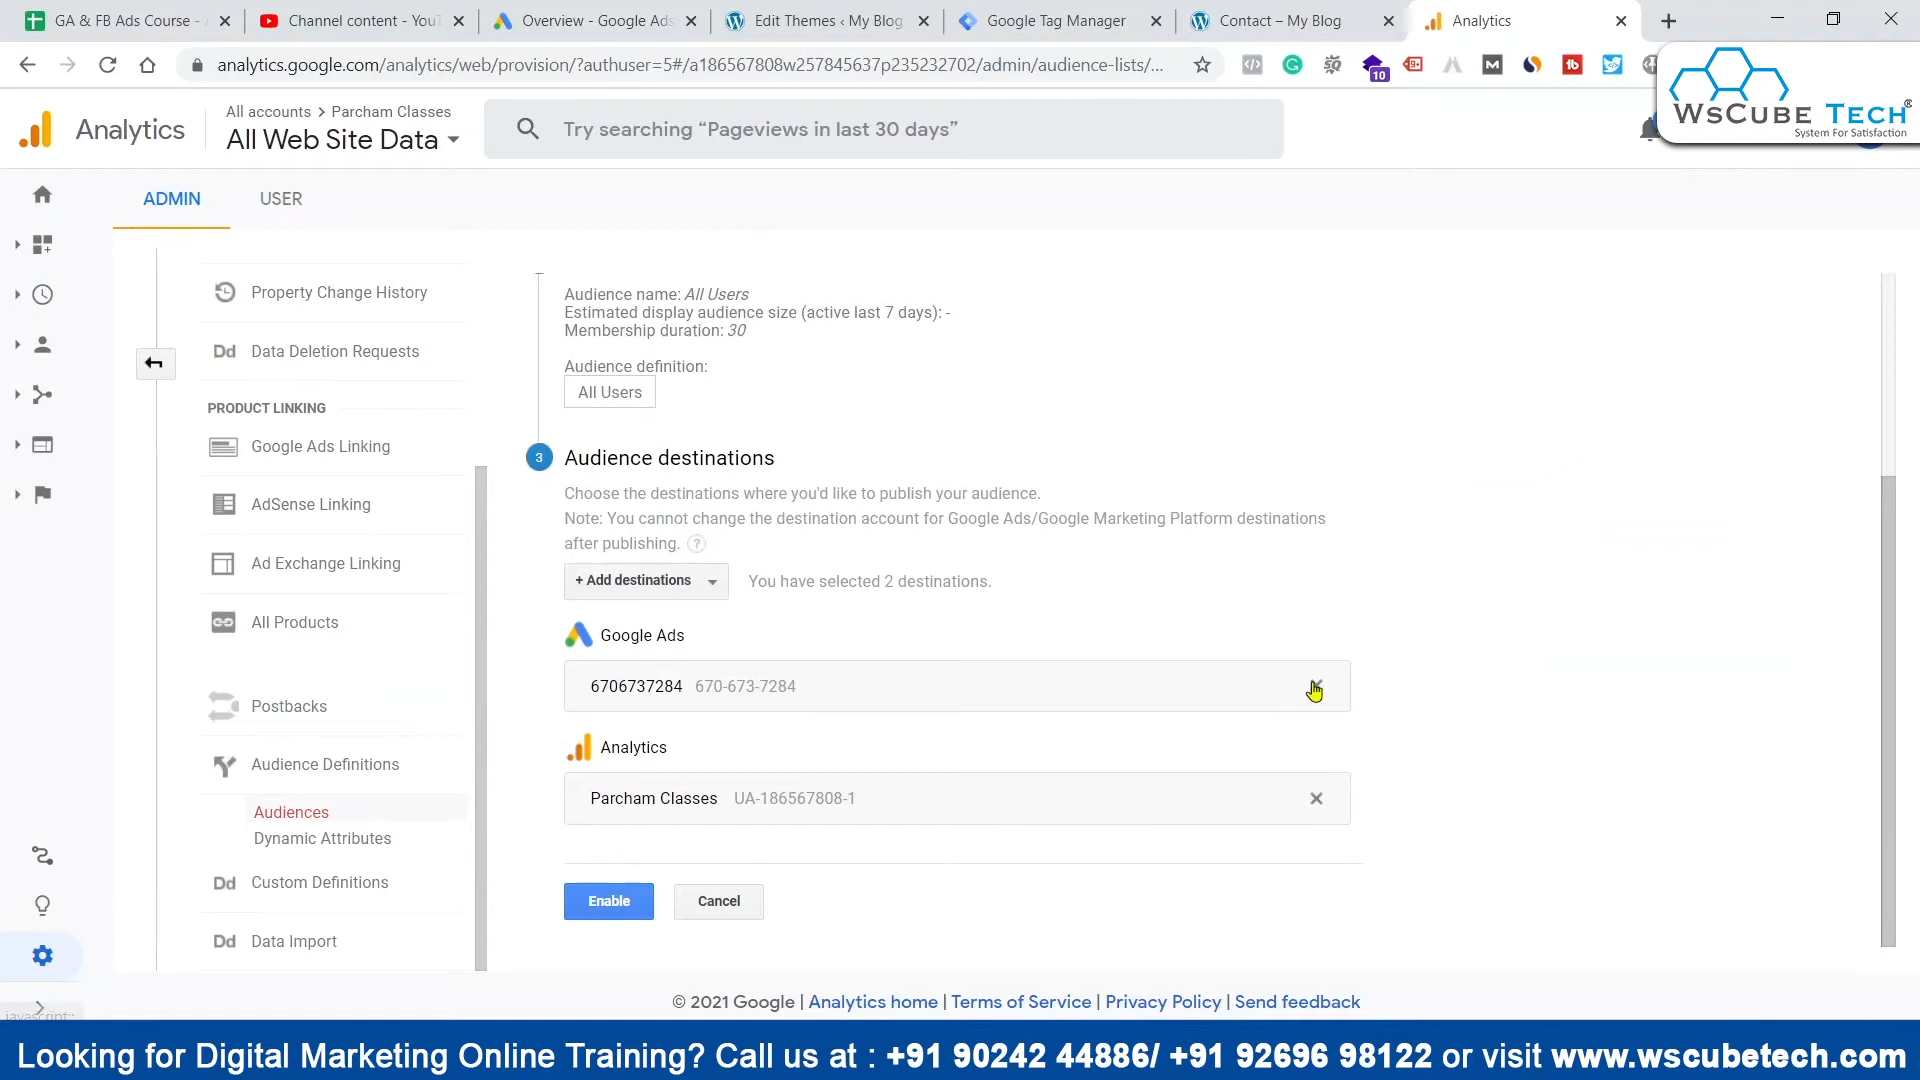 GA & FB Ads Course -
Channel content - YouT
Overview - Google Ads
Edit Themes ‹ My Blog
Google Tag Manager
Contact – My Blog
Analytics
analytics.google.com/analytics/web/provision/?authuser=5#/a186567808w257845637p235232702/admin/audience-lists/...
10
WsCube Tech®
System For Satisfaction
Analytics
All accounts > Parcham Classes
All Web Site Data
Try searching “Pageviews in last 30 days”
ADMIN
USER
Property Change History
Dd Data Deletion Requests
PRODUCT LINKING
Google Ads Linking
AdSense Linking
Ad Exchange Linking
All Products
Postbacks
Audience Definitions
Audiences
Dynamic Attributes
Dd Custom Definitions
Dd Data Import
Audience name: All Users
Estimated display audience size (active last 7 days): -
Membership duration: 30
Audience definition:
All Users
3 Audience destinations
Choose the destinations where you'd like to publish your audience.
Note: You cannot change the destination account for Google Ads/Google Marketing Platform destinations
after publishing. ?
+ Add destinations
You have selected 2 destinations.
Google Ads
6706737284 670-673-7284
Analytics
Parcham Classes UA-186567808-1
Enable
Cancel
© 2021 Google | Analytics home | Terms of Service | Privacy Policy | Send feedback
javascript:;
Looking for Digital Marketing Online Training? Call us at : +91 90242 44886/ +91 92696 98122 or visit www.wscubetech.com